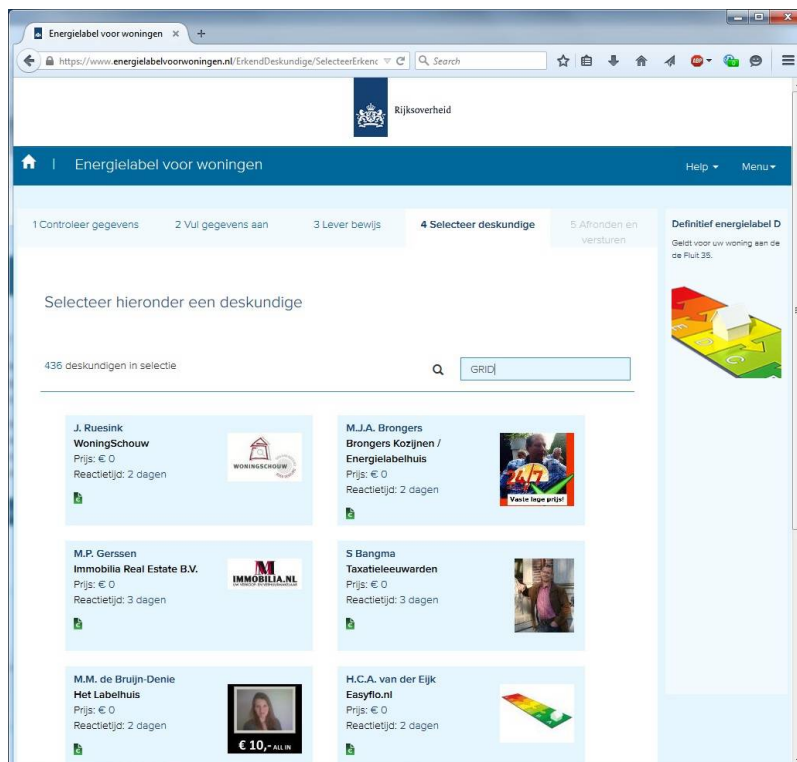 Energielabel voor woningen
https://www.energielabelvoorwoningen.nl/ErkendDeskundige/SelecteerErkenc
Search
ABP
Rijksoverheid
Energielabel voor woningen
Help
Menu
1 Controleer gegevens
2 Vul gegevens aan
3 Lever bewijs
4 Selecteer deskundige
5 Afronden en
versturen
Definitief energielabel D
Geldt voor uw woning aan de
de Fluit 35.
Selecteer hieronder een deskundige
436 deskundigen in selectie
GRID
J. Ruesink
WoningSchouw
Prijs: € 0
Reactietijd: 2 dagen
WONINGSCHOUW
M.J.A. Brongers
Brongers Kozijnen /
Energielabelhuis
Prijs: € 0
Reactietijd: 2 dagen
24/7
Vaste lage prijs!
M.P. Gerssen
Immobilia Real Estate B.V.
Prijs: € 0
Reactietijd: 3 dagen
M
IMMOBILIA.NL
S Bangma
Taxatieleeuwarden
Prijs: € 0
Reactietijd: 3 dagen
M.M. de Bruijn-Denie
Het Labelhuis
Prijs: € 0
Reactietijd: 2 dagen
€ 10,- ALL IN
H.C.A. van der Eijk
Easyflo.nl
Prijs: € 0
Reactietijd: 2 dagen